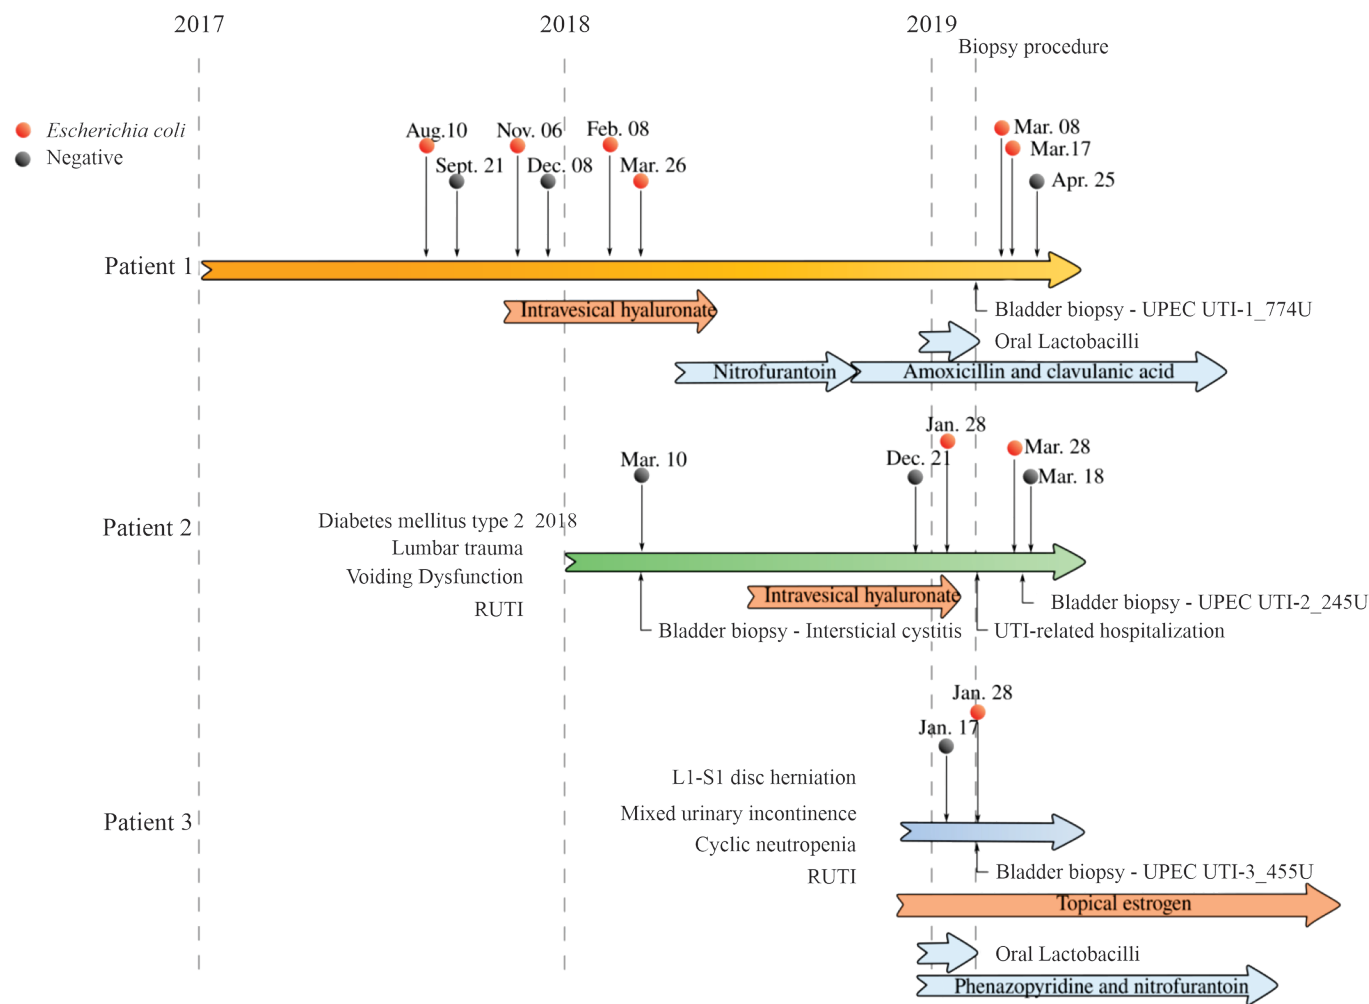 2017
2018
2019
Biopsy procedure
Escherichia coli
Negative
Aug.10
Nov. 06
Feb. 08
Mar. 08
Mar.17
Sept. 21
Dec. 08
Mar. 26
Apr. 25
Patient 1
Intravesical hyaluronate
Bladder biopsy - UPEC UTI-1_774U
Oral Lactobacilli
Nitrofurantoin
Amoxicillin and clavulanic acid
Jan. 28
Mar. 10
Dec. 21
Mar. 28
Mar. 18
Patient 2
Diabetes mellitus type 2 2018
Lumbar trauma
Voiding Dysfunction
RUTI
Intravesical hyaluronate
Bladder biopsy - UPEC UTI-2_245U
Bladder biopsy - Intersticial cystitis
UTI-related hospitalization
Jan. 28
Jan. 17
L1-S1 disc herniation
Mixed urinary incontinence
Patient 3
Cyclic neutropenia
RUTI
Bladder biopsy - UPEC UTI-3_455U
Topical estrogen
Oral Lactobacilli
Phenazopyridine and nitrofurantoin